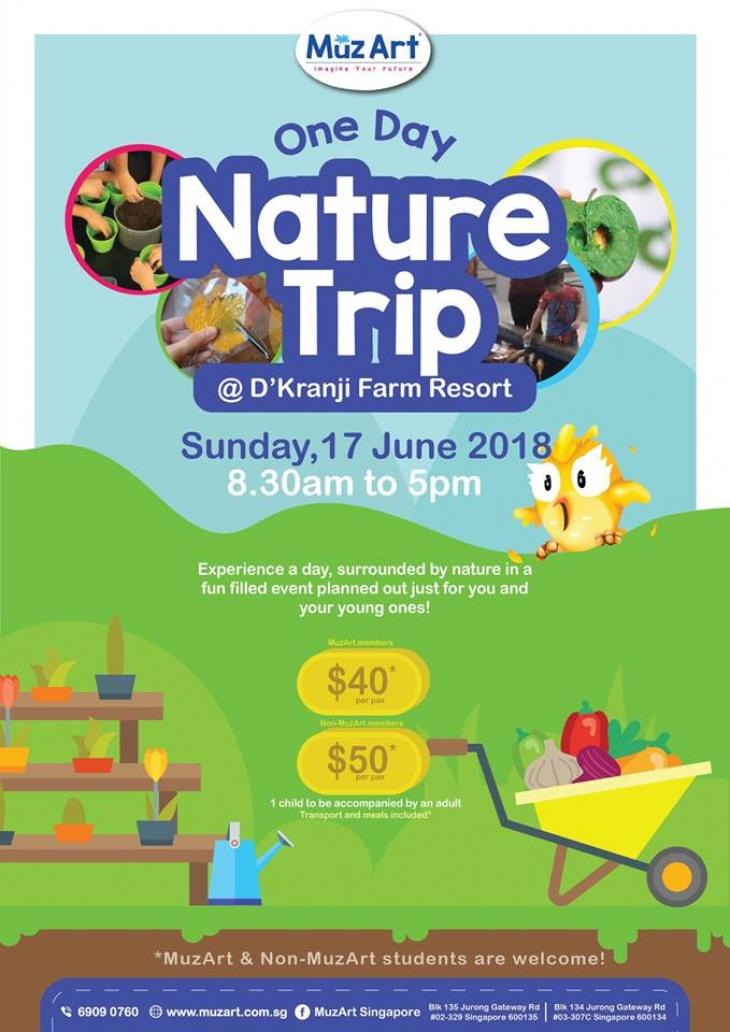 Muz Art
Imagine Your Future
One Day
Nature
Trip
@ D'Kranji Farm Resort
Sunday,17 June 2018
8.30am to 5pm
Experience a day, surrounded by nature in a
fun filled event planned out just for you and
your young ones!
MuzArt members
$40*
per pax
Non-MuzArt members
$50*
per pax
1 child to be accompanied by an adult
Transport and meals included*
*MuzArt & Non-MuzArt students are welcome!
6909 0760 www.muzart.com.sg MuzArt Singapore
Blk 135 Jurong Gateway Rd
#02-329 Singapore 600135
Blk 134 Jurong Gateway Rd
#03-307C Singapore 600134